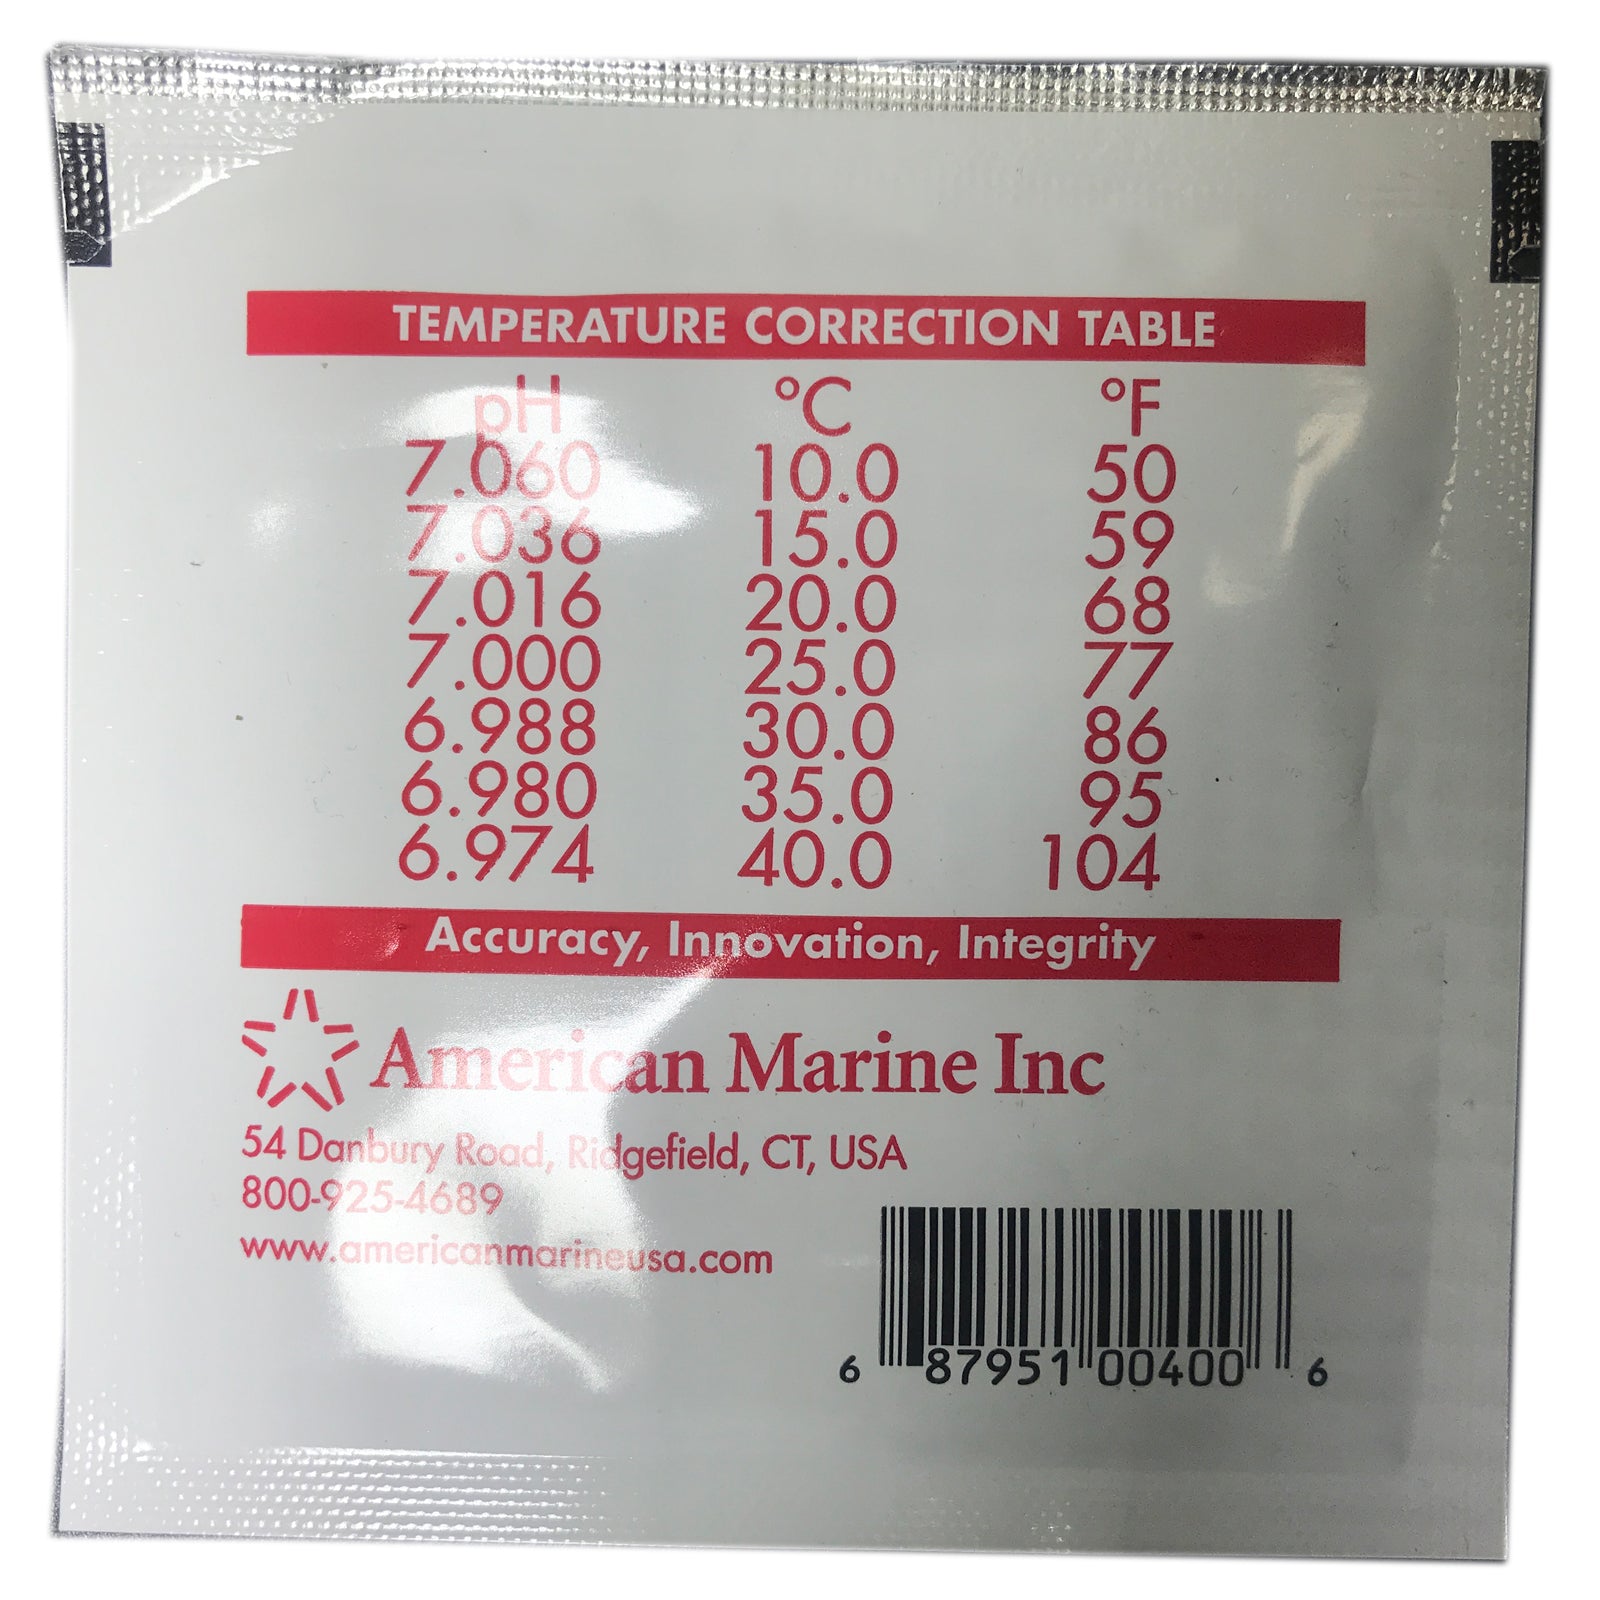 TEMPERATURE CORRECTION TABLE
pH °C °F
7.060 10.0 50
7.036 15.0 59
7.016 20.0 68
7.000 25.0 77
6.988 30.0 86
6.980 35.0 95
6.974 40.0 104
Accuracy, Innovation, Integrity
American Marine Inc
54 Danbury Road, Ridgefield, CT, USA
800-925-4689
www.americanmarineusa.com
6 87951 00400 6